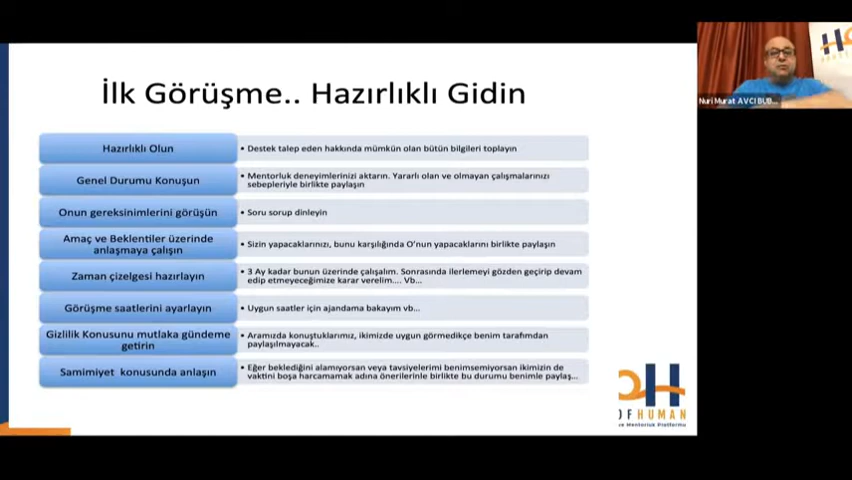 İlk Görüşme.. Hazırlıklı Gidin
Hazırlıklı Olun
• Destek talep eden hakkında mümkün olan bütün bilgileri toplayın
Genel Durumu Konuşun
• Mentorluk deneyimlerinizi aktarın. Yararlı olan ve olmayan çalışmalarınızı
sebepleriyle birlikte paylaşın
Onun gereksinimlerini görüşün
• Soru sorup dinleyin
Amaç ve Beklentiler üzerinde
anlaşmaya çalışın
• Sizin yapacaklarınızı, bunu karşılığında O'nun yapacaklarını birlikte paylaşın
Zaman çizelgesi hazırlayın
• 3 Ay kadar bunun üzerinde çalışalım. Sonrasında ilerlemeyi gözden geçirip devam
edip etmeyeceğimize karar verelim.... Vb...
Görüşme saatlerini ayarlayın
• Uygun saatler için ajandama bakayım vb...
Gizlilik Konusunu mutlaka gündeme
getirin
• Aramızda konuştuklarımız, ikimizde uygun görmedikçe benim tarafımdan
paylaşılmayacak..
Samimiyet konusunda anlaşın
• Eğer beklediğini alamıyorsan veya tavsiyelerimi benimsemiyorsan ikimizin de
vaktini boşa harcamamak adına önerilerinle birlikte bu durumu benimle paylaş...
Nuri Murat AVCI BUB...
H
OF HUMAN
ve Mentorluk Platformu